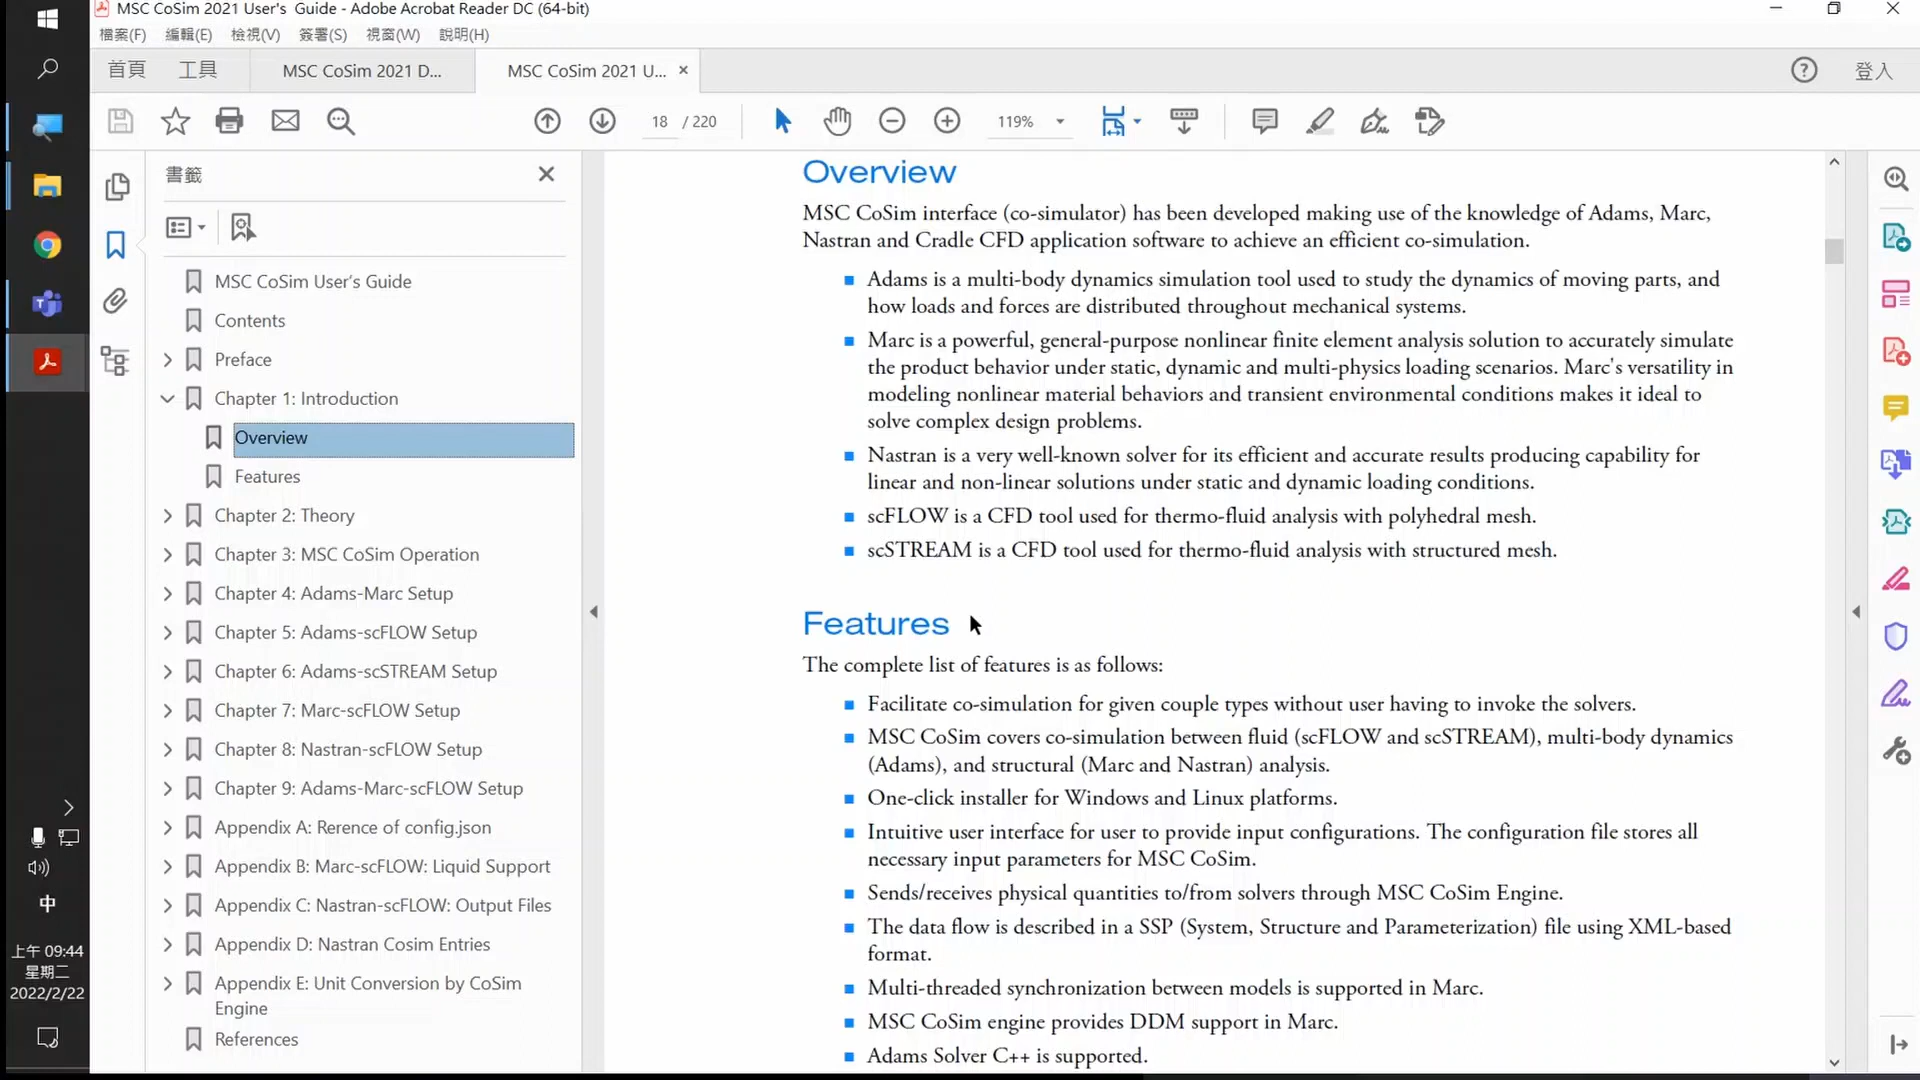 MSC CoSim 2021 User's Guide - Adobe Acrobat Reader DC (64-bit)
檔案(F) 編輯(E) 檢視(V) 簽署(S) 視窗(W) 說明(H)
首頁 工具 MSC CoSim 2021 D... MSC CoSim 2021 U... 登入
18 / 220 119%
書籤
MSC CoSim User's Guide
Contents
Preface
Chapter 1: Introduction
Overview
Features
Chapter 2: Theory
Chapter 3: MSC CoSim Operation
Chapter 4: Adams-Marc Setup
Chapter 5: Adams-scFLOW Setup
Chapter 6: Adams-scSTREAM Setup
Chapter 7: Marc-scFLOW Setup
Chapter 8: Nastran-scFLOW Setup
Chapter 9: Adams-Marc-scFLOW Setup
Appendix A: Rerence of config.json
Appendix B: Marc-scFLOW: Liquid Support
Appendix C: Nastran-scFLOW: Output Files
Appendix D: Nastran Cosim Entries
Appendix E: Unit Conversion by CoSim
Engine
References
Overview
MSC CoSim interface (co-simulator) has been developed making use of the knowledge of Adams, Marc,
Nastran and Cradle CFD application software to achieve an efficient co-simulation.
Adams is a multi-body dynamics simulation tool used to study the dynamics of moving parts, and
how loads and forces are distributed throughout mechanical systems.
Marc is a powerful, general-purpose nonlinear finite element analysis solution to accurately simulate
the product behavior under static, dynamic and multi-physics loading scenarios. Marc's versatility in
modeling nonlinear material behaviors and transient environmental conditions makes it ideal to
solve complex design problems.
Nastran is a very well-known solver for its efficient and accurate results producing capability for
linear and non-linear solutions under static and dynamic loading conditions.
scFLOW is a CFD tool used for thermo-fluid analysis with polyhedral mesh.
scSTREAM is a CFD tool used for thermo-fluid analysis with structured mesh.
Features
The complete list of features is as follows:
Facilitate co-simulation for given couple types without user having to invoke the solvers.
MSC CoSim covers co-simulation between fluid (scFLOW and scSTREAM), multi-body dynamics
(Adams), and structural (Marc and Nastran) analysis.
One-click installer for Windows and Linux platforms.
Intuitive user interface for user to provide input configurations. The configuration file stores all
necessary input parameters for MSC CoSim.
Sends/receives physical quantities to/from solvers through MSC CoSim Engine.
The data flow is described in a SSP (System, Structure and Parameterization) file using XML-based
format.
Multi-threaded synchronization between models is supported in Marc.
MSC CoSim engine provides DDM support in Marc.
Adams Solver C++ is supported.
中
上午 09:44
星期二
2022/2/22